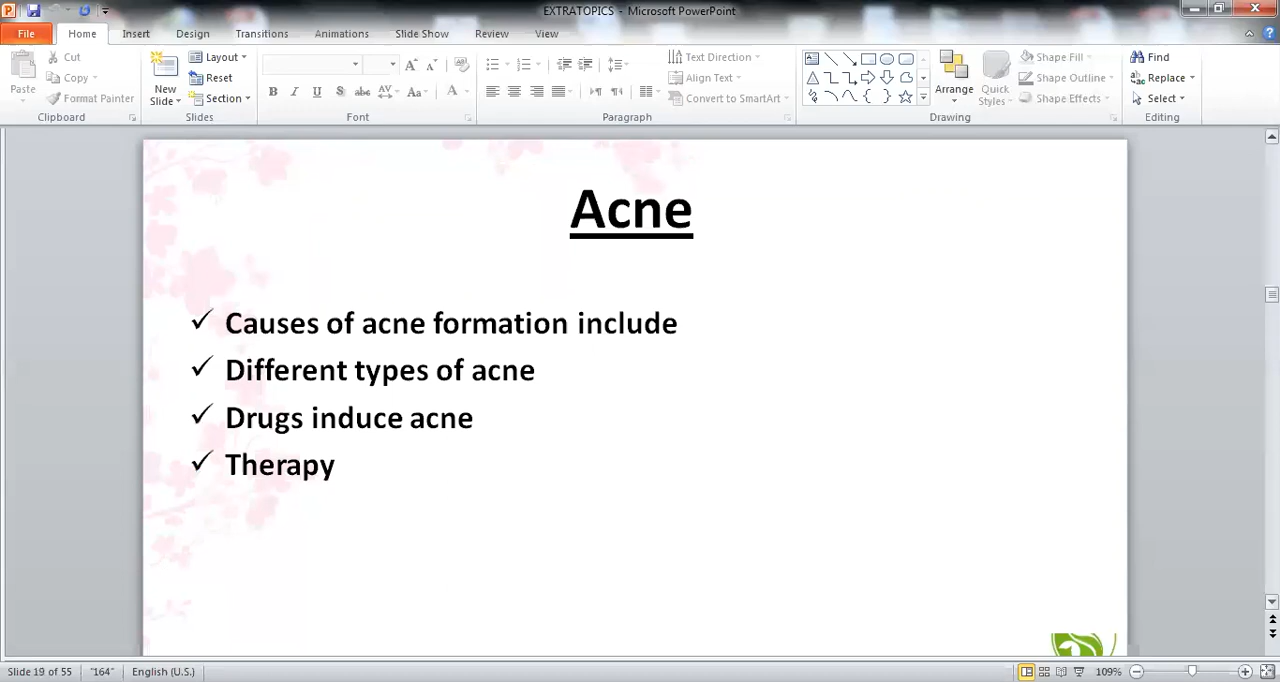 EXTRATOPICS - Microsoft PowerPoint
File Home Insert Design Transitions Animations Slide Show Review View
Paste
Cut
Copy
Format Painter
Clipboard
New Slide
Layout
Reset
Section
Slides
B I U S abc AV Aa A
Font
Text Direction
Align Text
Convert to SmartArt
Paragraph
Arrange
Quick Styles
Shape Fill
Shape Outline
Shape Effects
Drawing
Find
Replace
Select
Editing
Acne
Causes of acne formation include
Different types of acne
Drugs induce acne
Therapy
Slide 19 of 55 "164" English (U.S.) 109%